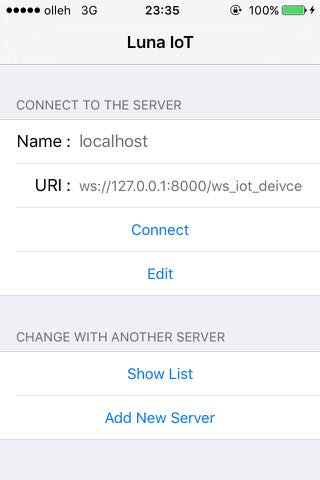 olleh 3G 23:35 100%
Luna IoT
CONNECT TO THE SERVER
Name : localhost
URI : ws://127.0.0.1:8000/ws_iot_deivce
Connect
Edit
CHANGE WITH ANOTHER SERVER
Show List
Add New Server